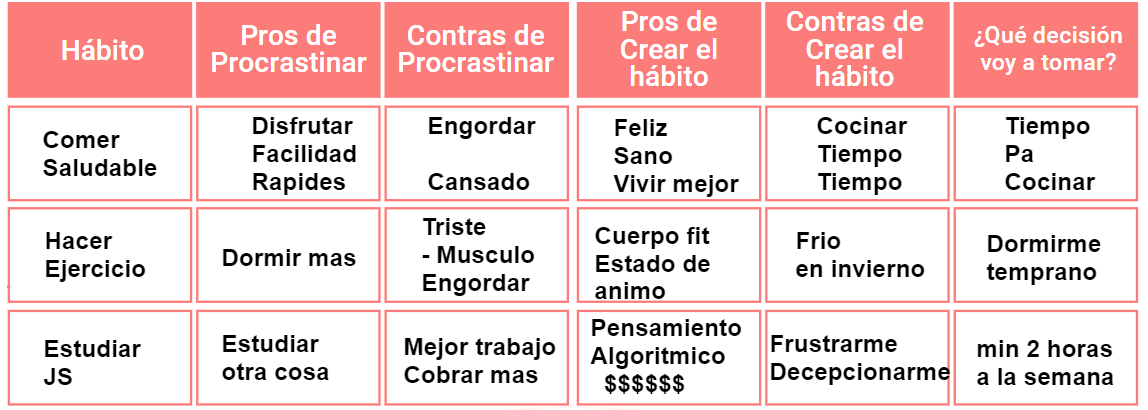 Hábito
Pros de
Procrastinar
Contras de
Procrastinar
Pros de
Crear el
hábito
Contras de
Crear el
hábito
¿Qué decisión
voy a tomar?
Comer
Saludable
Disfrutar
Facilidad
Rapides
Engordar
Cansado
Feliz
Sano
Vivir mejor
Cocinar
Tiempo
Tiempo
Tiempo
Pa
Cocinar
Hacer
Ejercicio
Dormir mas
Triste
- Musculo
Engordar
Cuerpo fit
Estado de
animo
Frio
en invierno
Dormirme
temprano
Estudiar
JS
Estudiar
otra cosa
Mejor trabajo
Cobrar mas
Pensamiento
Algoritmico
$$$$$$
Frustrarme
Decepcionarme
min 2 horas
a la semana